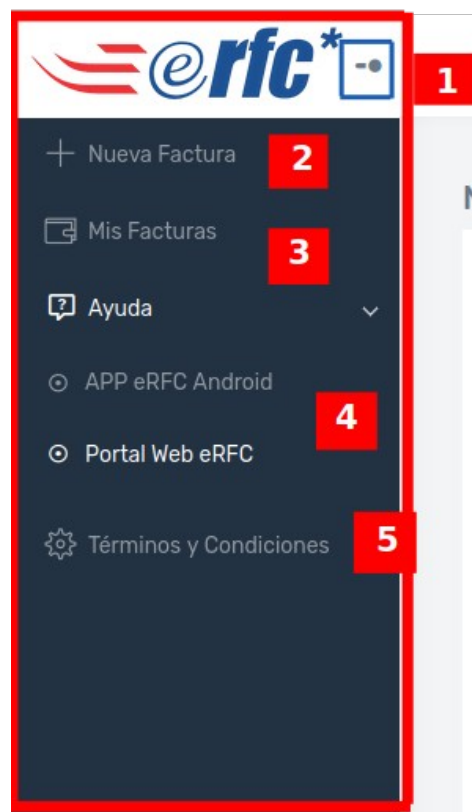 erfc*
1
Nueva Factura 2
Mis Facturas 3
Ayuda
APP eRFC Android
4
Portal Web eRFC
Términos y Condiciones 5